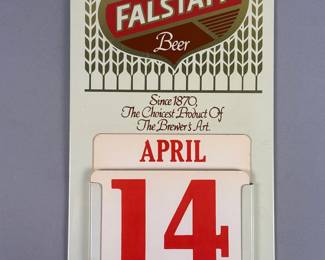 FALSTAFF
Beer
Since 1870,
The Choicest Product Of
The Brewer's Art.
APRIL
14